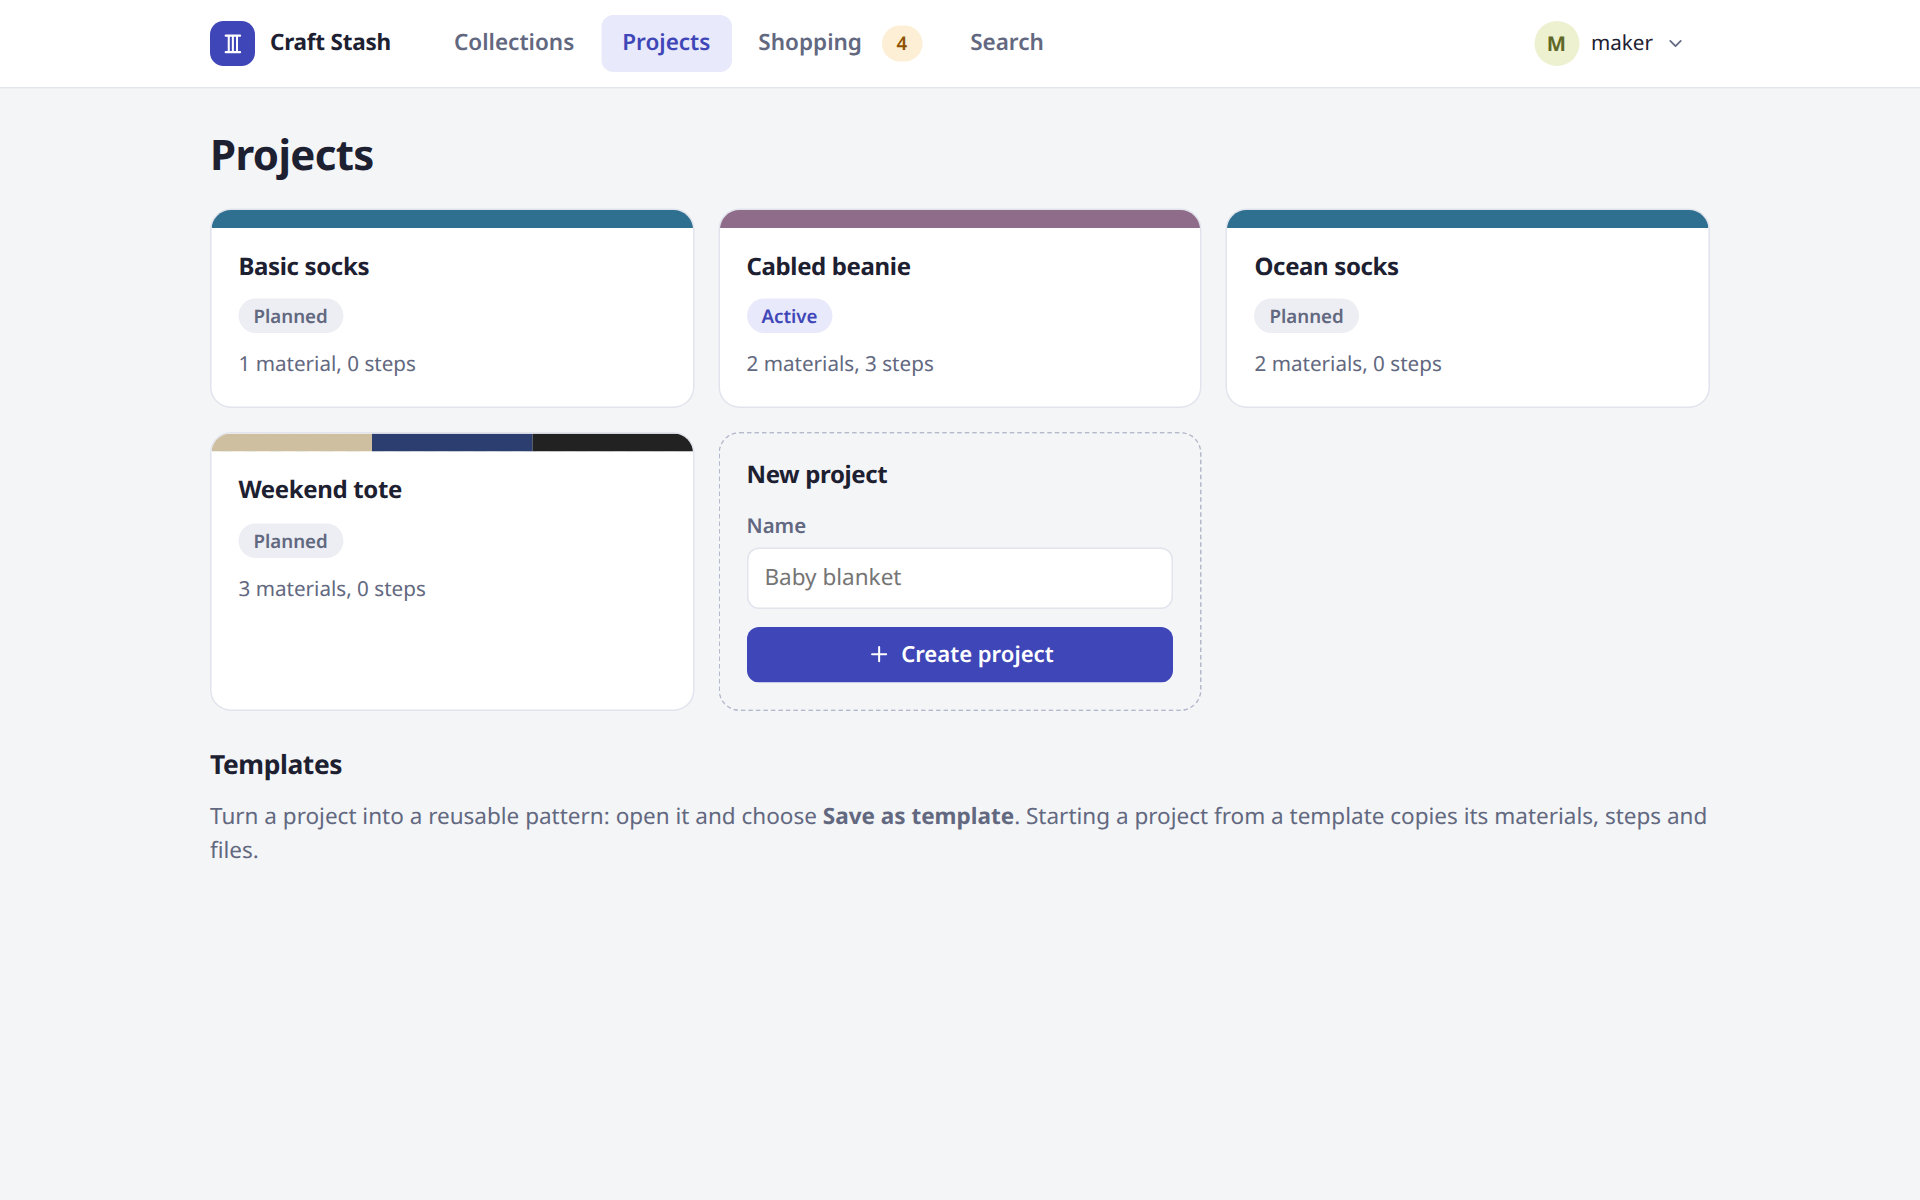 Craft Stash
Collections
Projects
Shopping
4
Search
M
maker
Projects
Basic socks
Planned
1 material, 0 steps
Cabled beanie
Active
2 materials, 3 steps
Ocean socks
Planned
2 materials, 0 steps
Weekend tote
Planned
3 materials, 0 steps
New project
Name
Baby blanket
Create project
Templates
Turn a project into a reusable pattern: open it and choose Save as template. Starting a project from a template copies its materials, steps and
files.